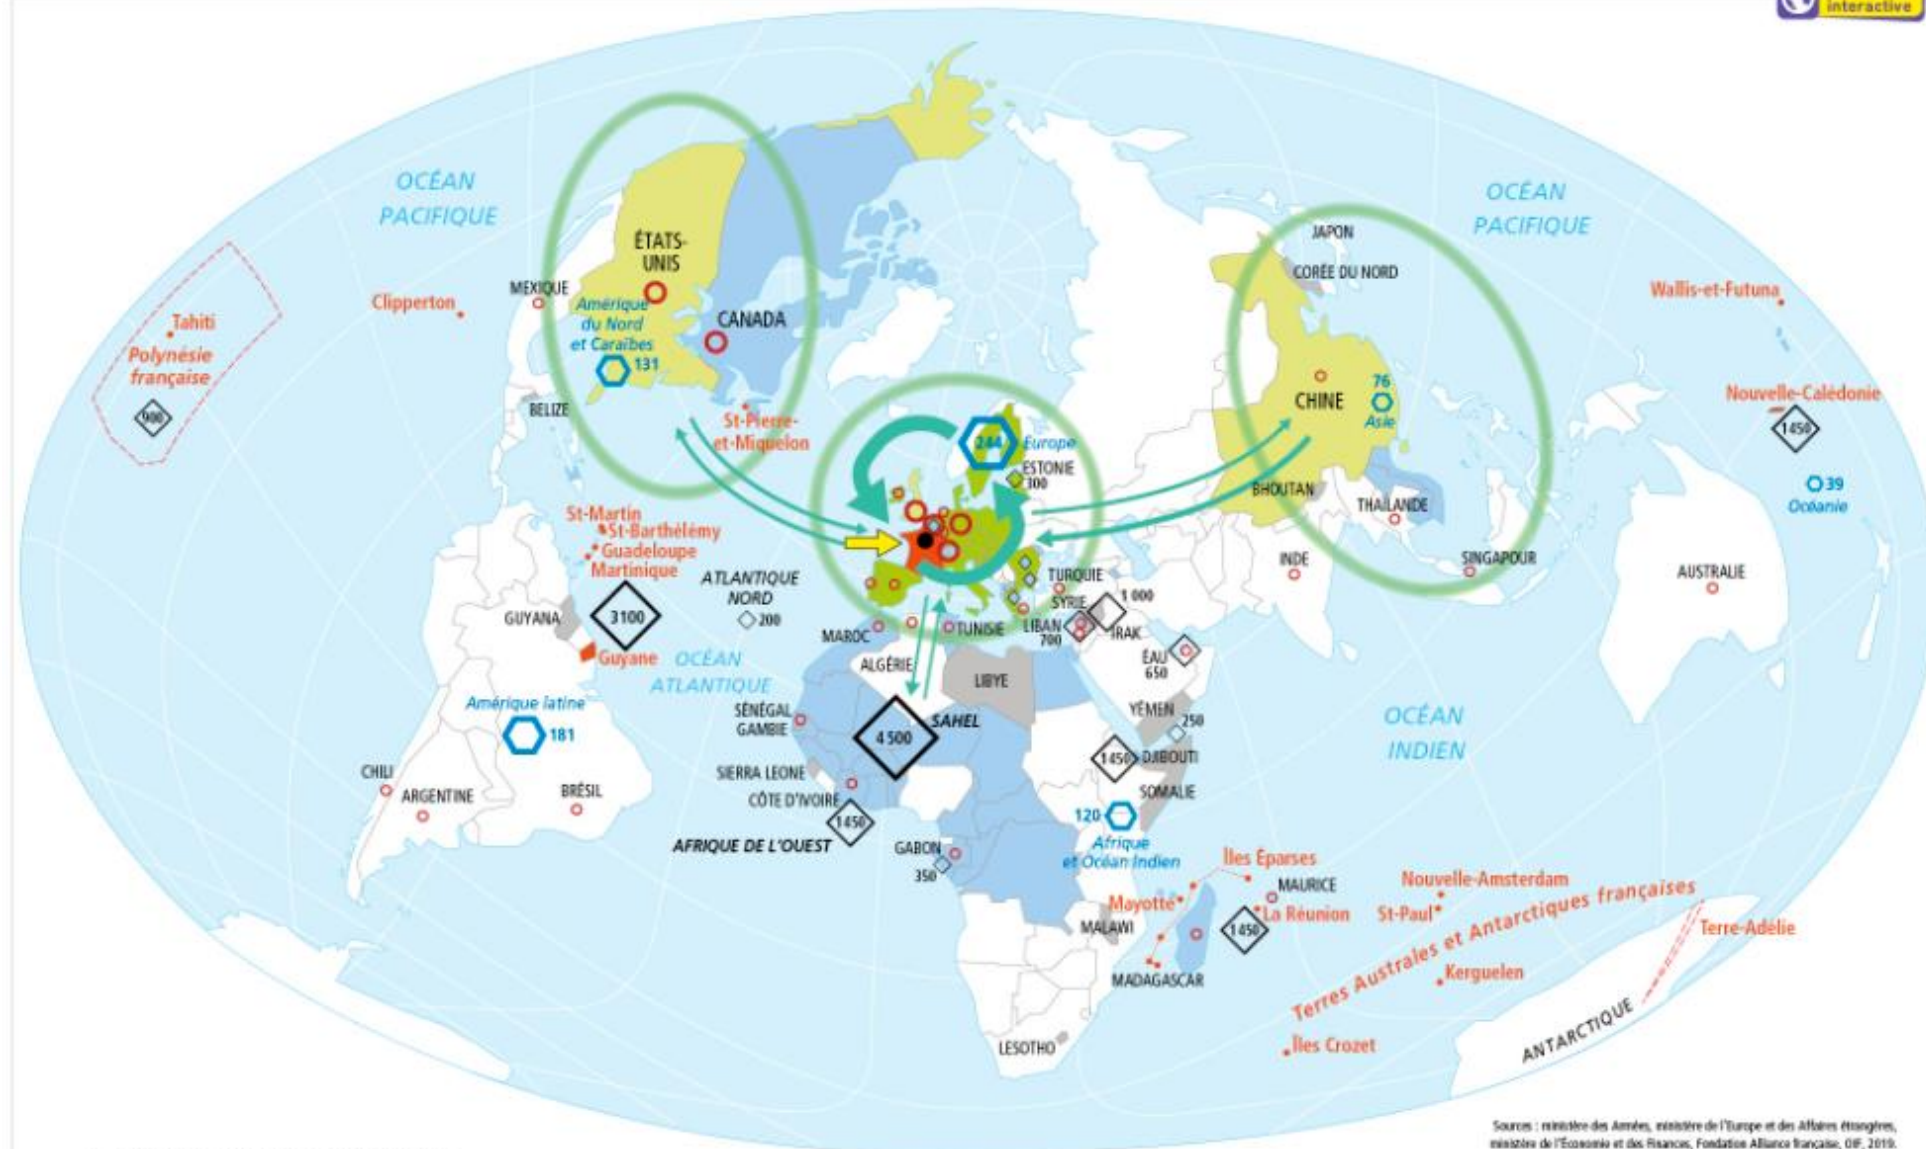 interactive
OCÉAN
PACIFIQUE
OCÉAN
PACIFIQUE
ÉTATS-
UNIS
MEXIQUE
Amérique
du Nord
et Caraïbes
131
CANADA
Clipperton
Tahiti
Polynésie
française
900
BELIZE
St-Pierre-
et-Miquelon
JAPON
CORÉE DU NORD
CHINE
76
Asie
BHOUTAN
THAÏLANDE
SINGAPOUR
INDE
Wallis-et-Futuna
Nouvelle-Calédonie
1450
39
Océanie
AUSTRALIE
244
Europe
ESTONIE
300
St-Martin
St-Barthélémy
Guadeloupe
Martinique
3100
GUYANA
Guyane
ATLANTIQUE
NORD
200
OCÉAN
ATLANTIQUE
Amérique latine
181
CHILI
ARGENTINE
BRÉSIL
MAROC
TUNISIE
ALGÉRIE
LIBYE
TURQUIE
SYRIE
1 000
LIBAN
700
IRAK
ÉAU
650
YÉMEN
250
SÉNÉGAL
GAMBIE
4 500
SAHEL
SIERRA LEONE
CÔTE D'IVOIRE
1450
AFRIQUE DE L'OUEST
GABON
350
1450
DJIBOUTI
SOMALIE
120
Afrique
et Océan Indien
OCÉAN
INDIEN
Îles Éparses
MAURICE
Mayotte
La Réunion
1450
MALAWI
MADAGASCAR
LESOTHO
Nouvelle-Amsterdam
St-Paul
Terres Australes et Antarctiques françaises
Terre-Adélie
Kerguelen
Îles Crozet
ANTARCTIQUE
Sources : ministère des Armées, ministère de l'Europe et des Affaires étrangères,
ministère de l'Économie et des Finances, Fondation Alliance française, OIF, 2019.